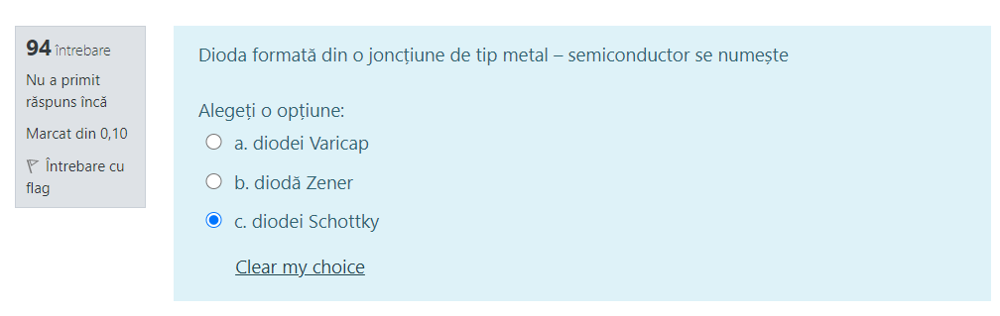 94 întrebare
Nu a primit
răspuns încă
Marcat din 0,10
Întrebare cu
flag
Dioda formată din o joncțiune de tip metal – semiconductor se numește
Alegeți o opțiune:
a. diodei Varicap
b. diodă Zener
c. diodei Schottky
Clear my choice